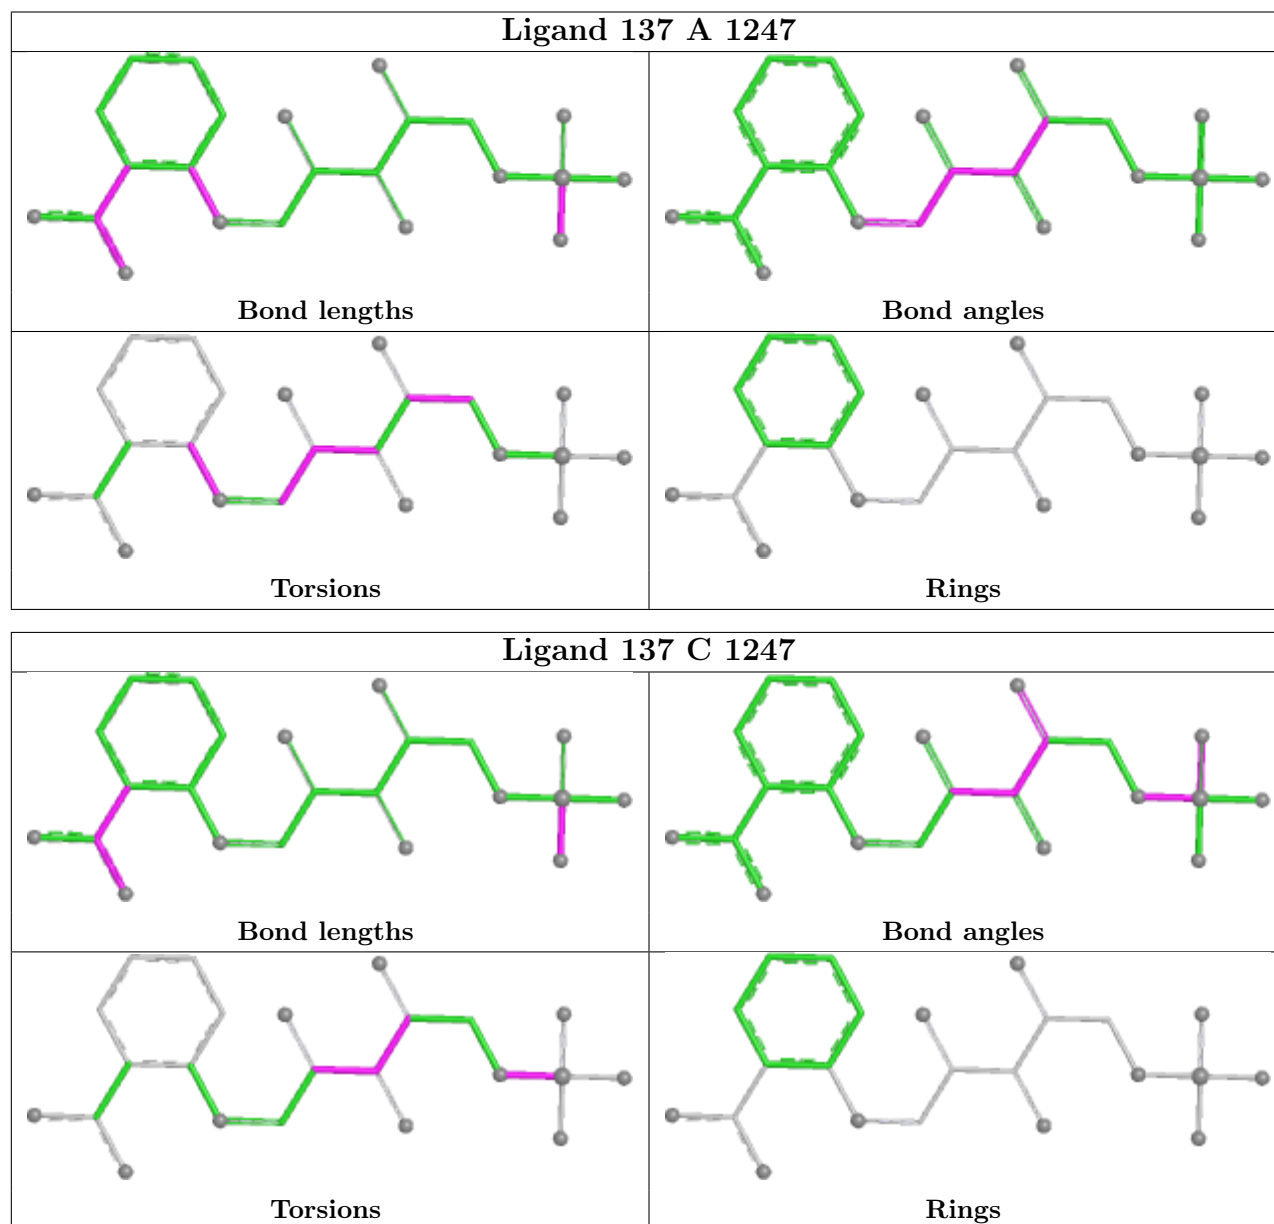 Ligand 137 A 1247
Bond lengths
Bond angles
Torsions
Rings
Ligand 137 C 1247
Bond lengths
Bond angles
Torsions
Rings